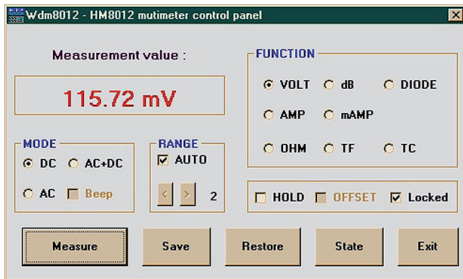 Wdm8012 - HM8012 mutimeter control panel
Measurement value :
115.72 mV
FUNCTION
VOLT dB DIODE
AMP mAMP
OHM TF TC
MODE
DC AC+DC
AC Beep
RANGE
AUTO
< > 2
HOLD OFFSET Locked
Measure Save Restore State Exit